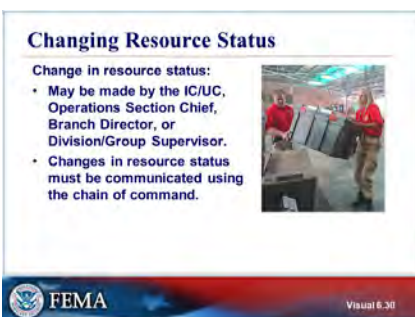 Changing Resource Status
Change in resource status:
• May be made by the IC/UC,
Operations Section Chief,
Branch Director, or
Division/Group Supervisor.
• Changes in resource status
must be communicated using
the chain of command.
FEMA
Visual 6.30